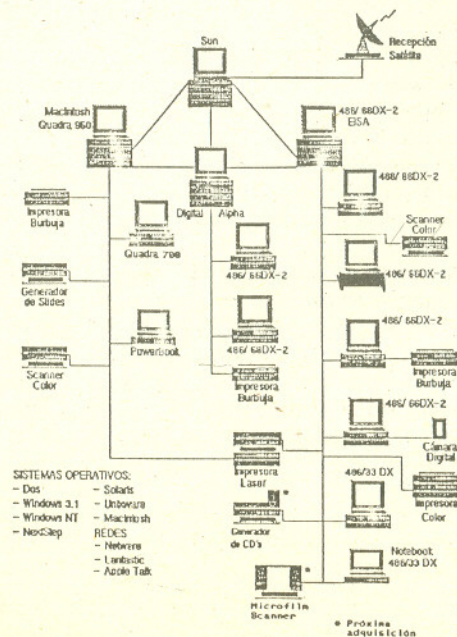 Sun
Recepción
Satélite
Macintosh
Quadra 950
486/ 66DX-2
EISA
486/ 66DX-2
Impresora
Burbuja
Digital Alpha
Scanner
Color
Quadra 700
486/ 66DX-2
486/ 66DX-2
Generador
de Slides
486/ 66DX-2
486/ 66DX-2
PowerBook
Scanner
Color
Impresora
Burbuja
Impresora
Burbuja
486/ 66DX-2
Cámara
Digital
Impresora
Laser
486/33 DX
Impresora
Color
SISTEMAS OPERATIVOS:
- Dos
- Windows 3.1
- Windows NT
- NextStep
- Solaris
- Unixware
- Macintosh
REDES
- Netware
- Lantastic
- Apple Talk
*
Generador
de CD's
Notebook
486/33 DX
*
Microfilm
Scanner
* Próxima
adquisición